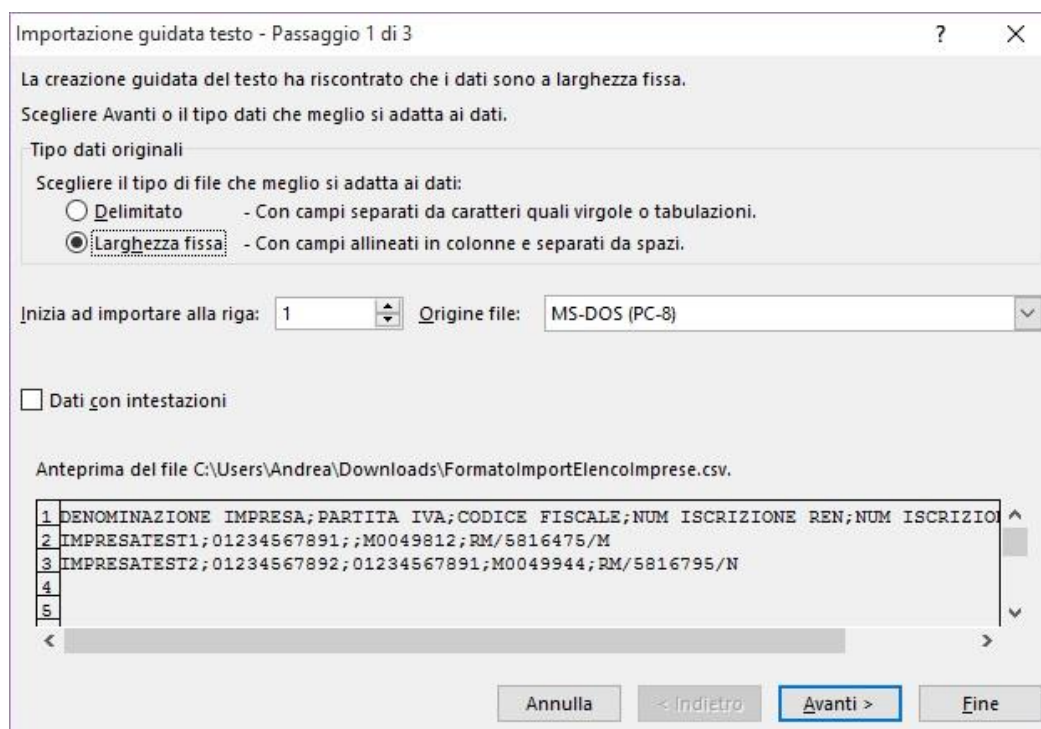 Importazione guidata testo - Passaggio 1 di 3 ?
La creazione guidata del testo ha riscontrato che i dati sono a larghezza fissa.
Scegliere Avanti o il tipo dati che meglio si adatta ai dati.
Tipo dati originali
Scegliere il tipo di file che meglio si adatta ai dati:
Delimitato - Con campi separati da caratteri quali virgole o tabulazioni.
Larghezza fissa - Con campi allineati in colonne e separati da spazi.
Inizia ad importare alla riga: 1 Origine file: MS-DOS (PC-8)
Dati con intestazioni
Anteprima del file C:\Users\Andrea\Downloads\FormatoImportElencoImprese.csv.
1 DENOMINAZIONE IMPRESA;PARTITA IVA;CODICE FISCALE;NUM ISCRIZIONE REN;NUM ISCRIZIO
2 IMPRESATEST1;01234567891;;M0049812;RM/5816475/M
3 IMPRESATEST2;01234567892;01234567891;M0049944;RM/5816795/N
4
5
Annulla < Indietro Avanti > Fine